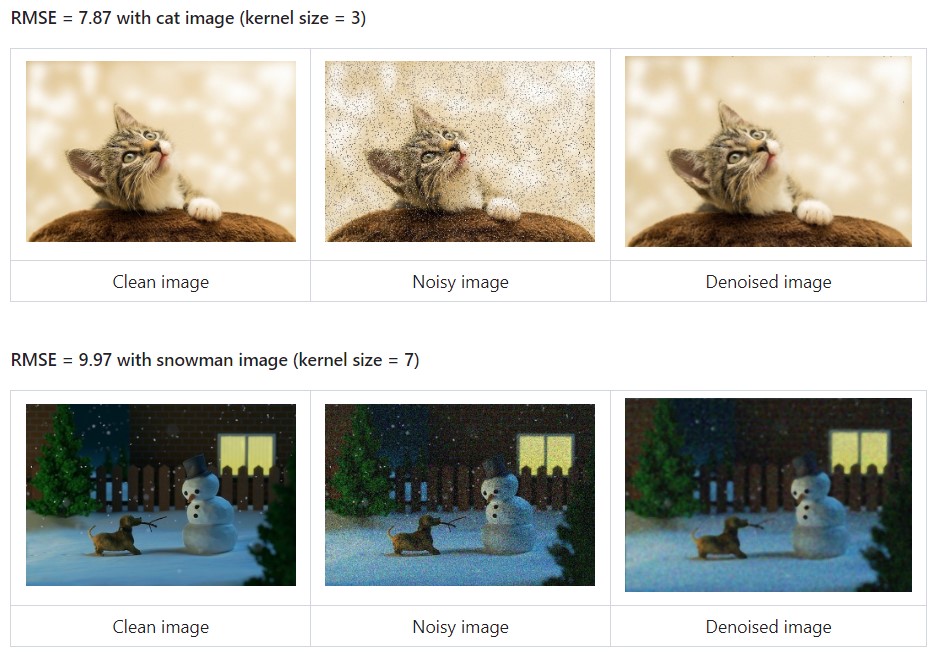 RMSE = 7.87 with cat image (kernel size = 3)
Clean image
Noisy image
Denoised image
RMSE = 9.97 with snowman image (kernel size = 7)
Clean image
Noisy image
Denoised image